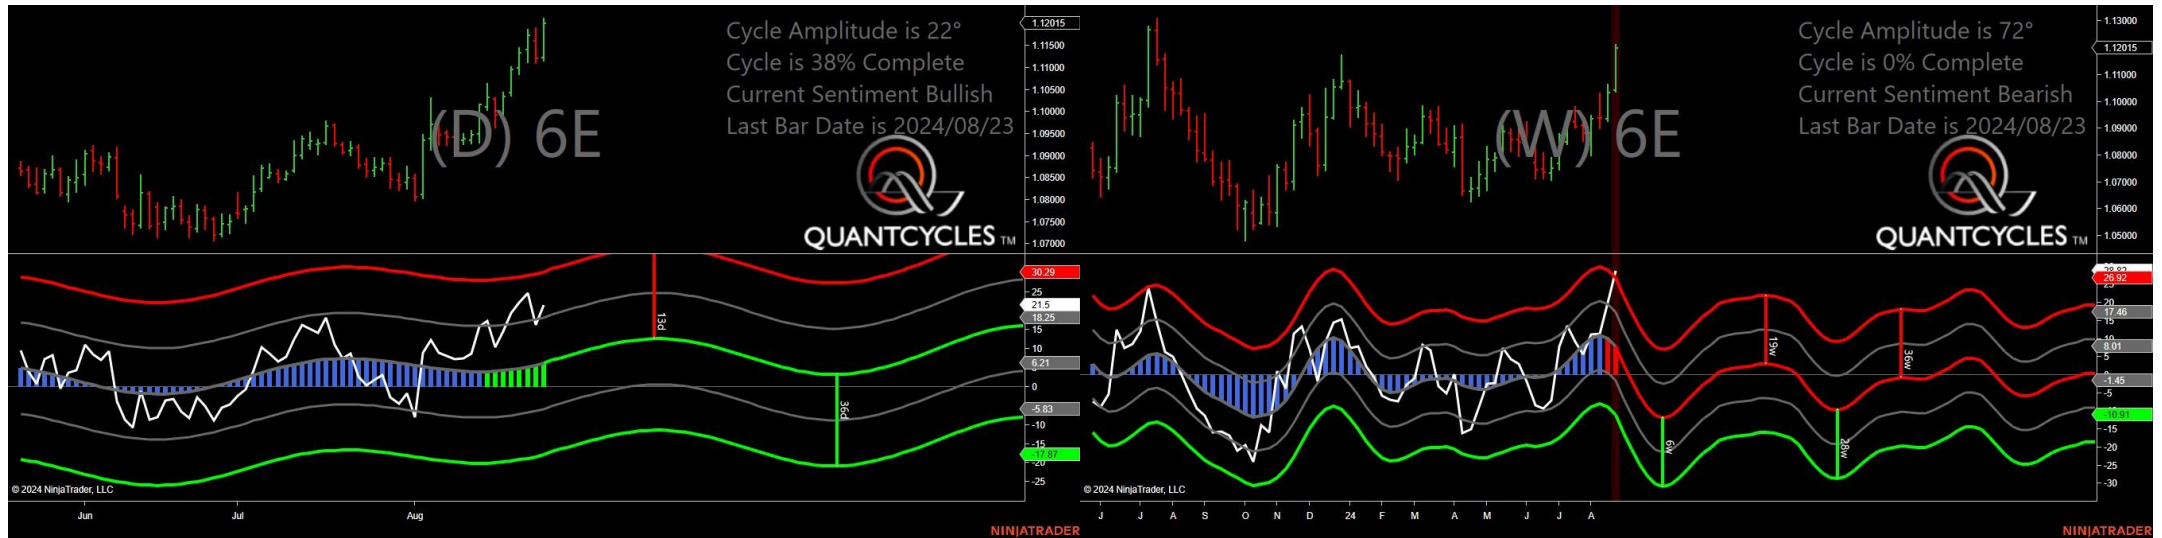 Cycle Amplitude is 22°
Cycle is 38% Complete
Current Sentiment Bullish
Last Bar Date is 2024/08/23
(D) 6E
QUANTCYCLES TM
1.12015
1.11500
1.11000
1.10500
1.10000
1.09500
1.09000
1.08500
1.08000
1.07500
1.07000
30.29
25
21.5
18.25
15
10
6.21
0
-5.83
-10
-15
-17.87
-20
-25
13d
36d
© 2024 NinjaTrader, LLC
Jun
Jul
Aug
NINJATRADER
Cycle Amplitude is 72°
Cycle is 0% Complete
Current Sentiment Bearish
Last Bar Date is 2024/08/23
(W) 6E
QUANTCYCLES TM
1.13000
1.12015
1.11000
1.10000
1.09000
1.08000
1.07000
1.06000
1.05000
26.92
20
17.46
15
8.01
5
-1.45
-5
-10.91
-15
-20
-25
-30
6w
19w
28w
36w
© 2024 NinjaTrader, LLC
J J A S O N D 24 F M A M J J A
NINJATRADER